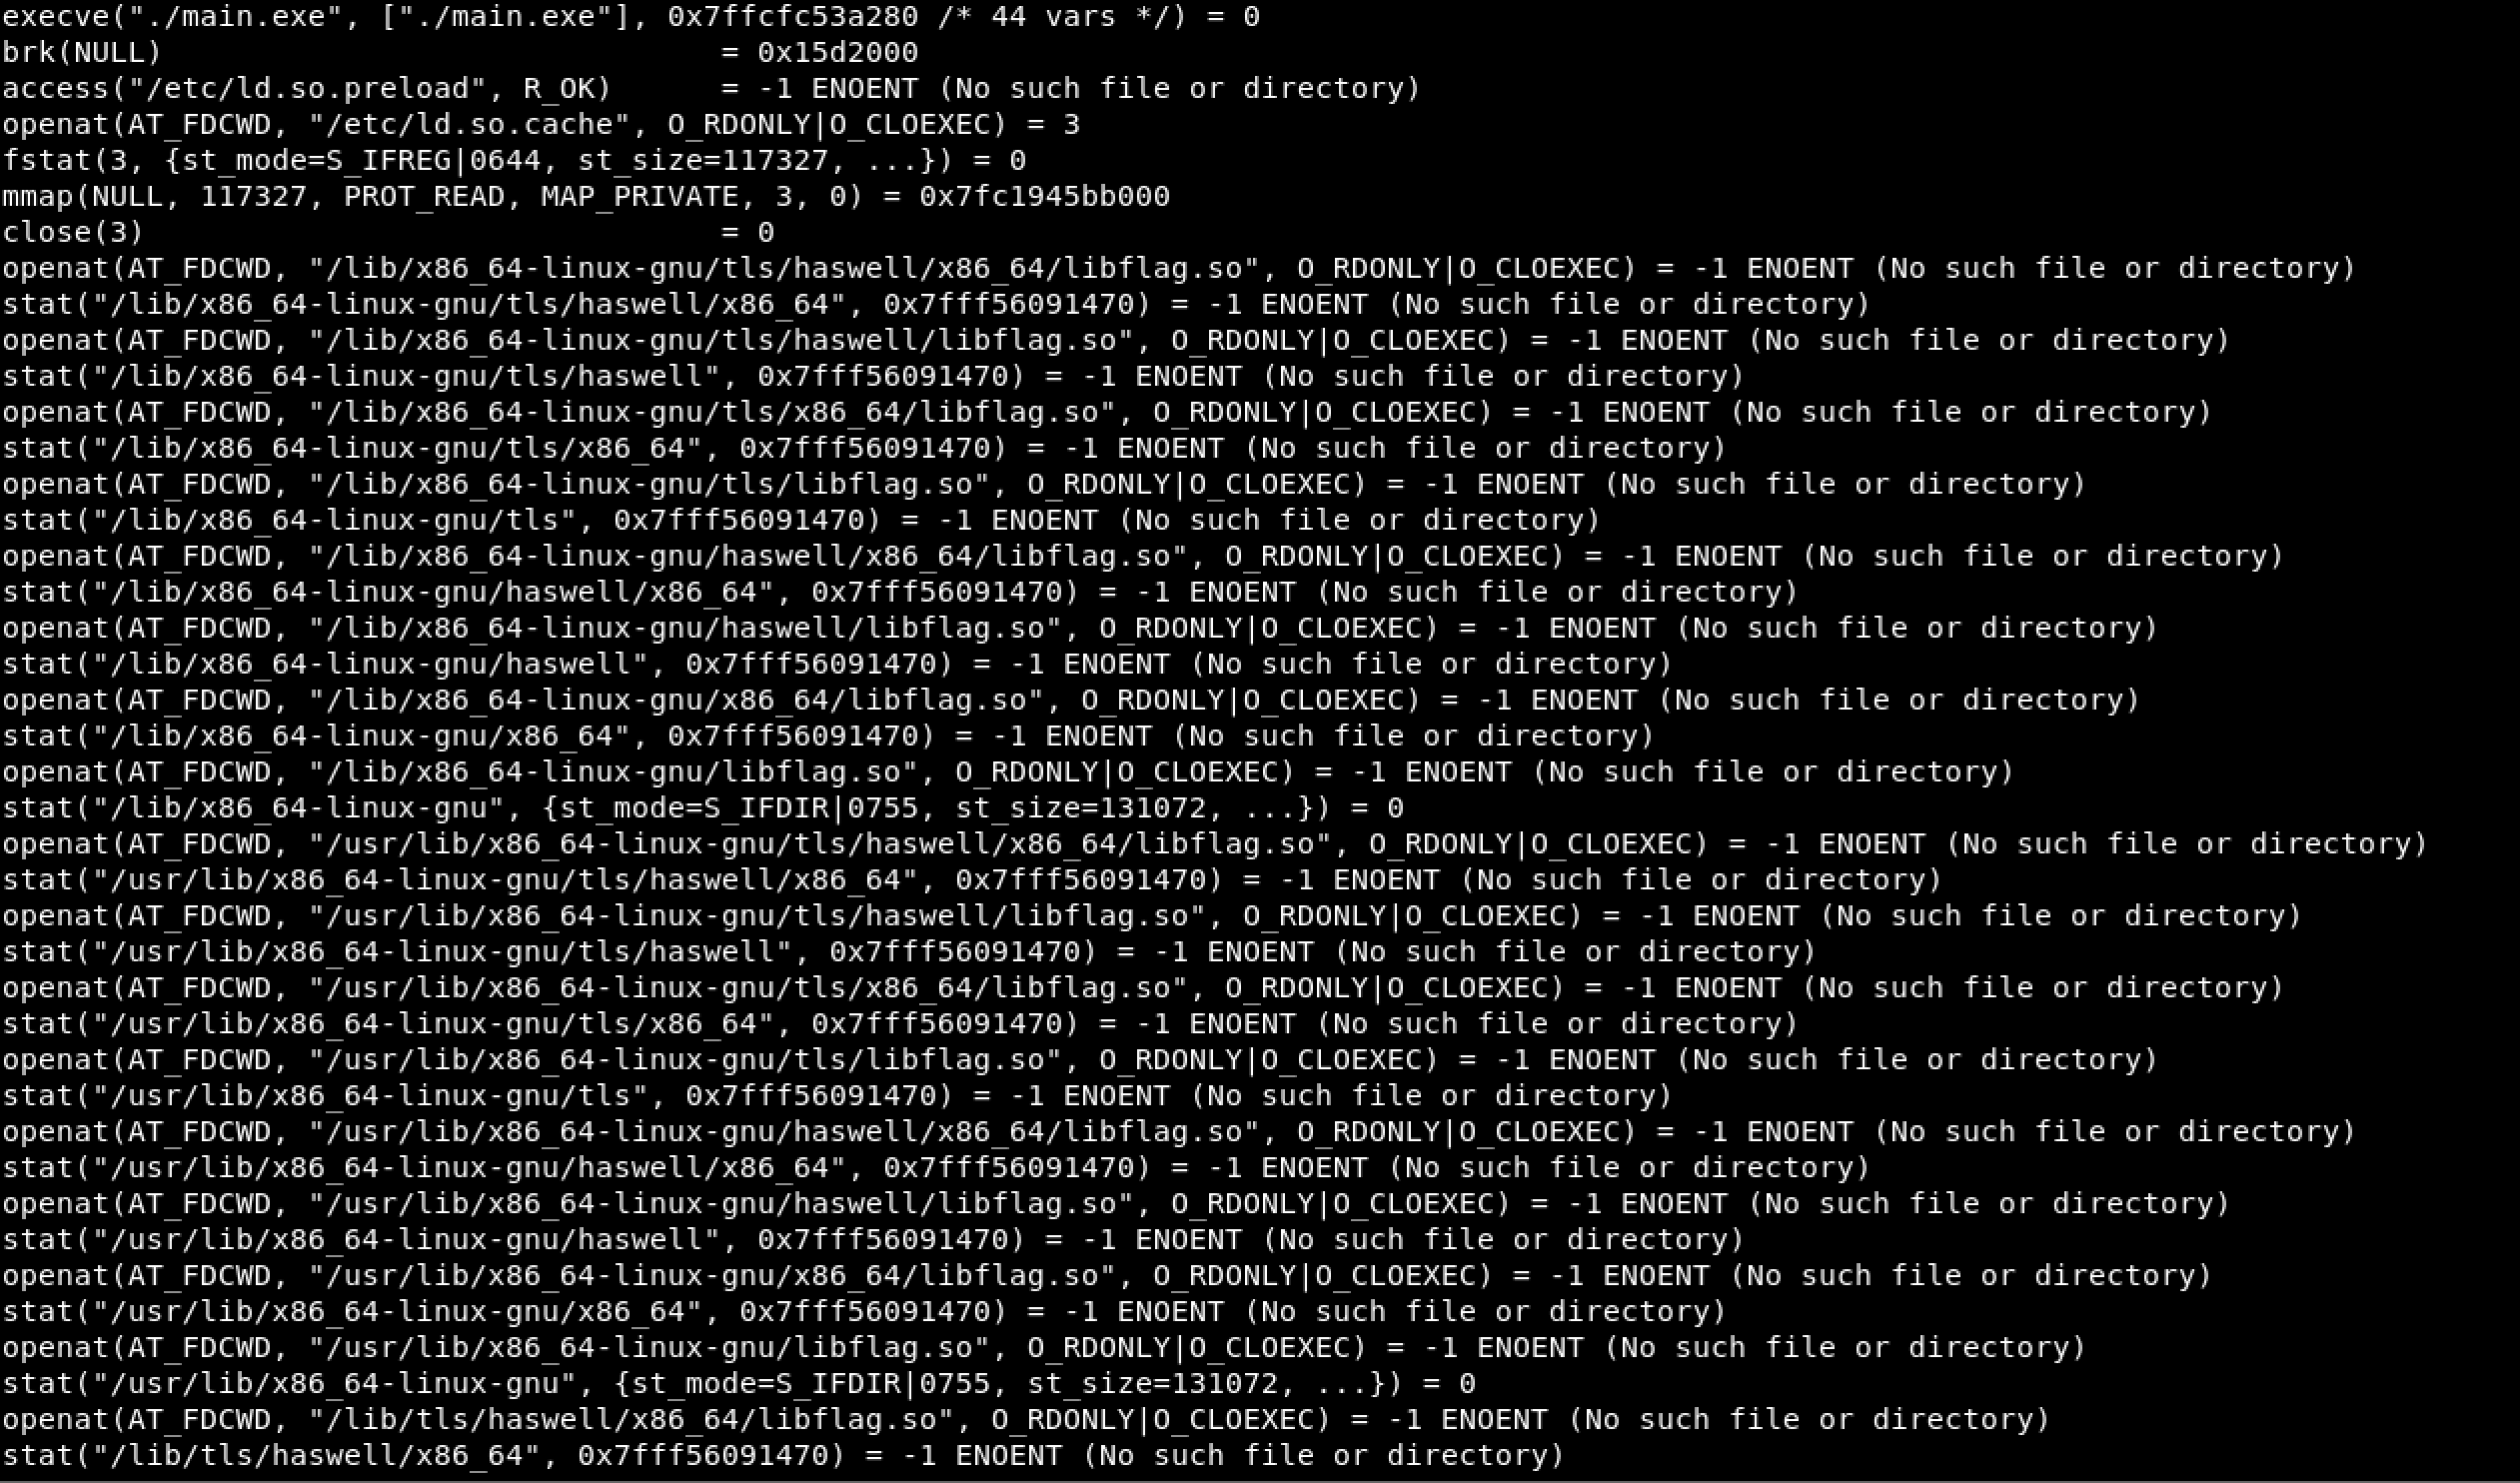 execve("./main.exe", ["./main.exe"], 0x7ffcfc53a280 /* 44 vars */) = 0
brk(NULL)                               = 0x15d2000
access("/etc/ld.so.preload", R_OK)      = -1 ENOENT (No such file or directory)
openat(AT_FDCWD, "/etc/ld.so.cache", O_RDONLY|O_CLOEXEC) = 3
fstat(3, {st_mode=S_IFREG|0644, st_size=117327, ...}) = 0
mmap(NULL, 117327, PROT_READ, MAP_PRIVATE, 3, 0) = 0x7fc1945bb000
close(3)                                = 0
openat(AT_FDCWD, "/lib/x86_64-linux-gnu/tls/haswell/x86_64/libflag.so", O_RDONLY|O_CLOEXEC) = -1 ENOENT (No such file or directory)
stat("/lib/x86_64-linux-gnu/tls/haswell/x86_64", 0x7fff56091470) = -1 ENOENT (No such file or directory)
openat(AT_FDCWD, "/lib/x86_64-linux-gnu/tls/haswell/libflag.so", O_RDONLY|O_CLOEXEC) = -1 ENOENT (No such file or directory)
stat("/lib/x86_64-linux-gnu/tls/haswell", 0x7fff56091470) = -1 ENOENT (No such file or directory)
openat(AT_FDCWD, "/lib/x86_64-linux-gnu/tls/x86_64/libflag.so", O_RDONLY|O_CLOEXEC) = -1 ENOENT (No such file or directory)
stat("/lib/x86_64-linux-gnu/tls/x86_64", 0x7fff56091470) = -1 ENOENT (No such file or directory)
openat(AT_FDCWD, "/lib/x86_64-linux-gnu/tls/libflag.so", O_RDONLY|O_CLOEXEC) = -1 ENOENT (No such file or directory)
stat("/lib/x86_64-linux-gnu/tls", 0x7fff56091470) = -1 ENOENT (No such file or directory)
openat(AT_FDCWD, "/lib/x86_64-linux-gnu/haswell/x86_64/libflag.so", O_RDONLY|O_CLOEXEC) = -1 ENOENT (No such file or directory)
stat("/lib/x86_64-linux-gnu/haswell/x86_64", 0x7fff56091470) = -1 ENOENT (No such file or directory)
openat(AT_FDCWD, "/lib/x86_64-linux-gnu/haswell/libflag.so", O_RDONLY|O_CLOEXEC) = -1 ENOENT (No such file or directory)
stat("/lib/x86_64-linux-gnu/haswell", 0x7fff56091470) = -1 ENOENT (No such file or directory)
openat(AT_FDCWD, "/lib/x86_64-linux-gnu/x86_64/libflag.so", O_RDONLY|O_CLOEXEC) = -1 ENOENT (No such file or directory)
stat("/lib/x86_64-linux-gnu/x86_64", 0x7fff56091470) = -1 ENOENT (No such file or directory)
openat(AT_FDCWD, "/lib/x86_64-linux-gnu/libflag.so", O_RDONLY|O_CLOEXEC) = -1 ENOENT (No such file or directory)
stat("/lib/x86_64-linux-gnu", {st_mode=S_IFDIR|0755, st_size=131072, ...}) = 0
openat(AT_FDCWD, "/usr/lib/x86_64-linux-gnu/tls/haswell/x86_64/libflag.so", O_RDONLY|O_CLOEXEC) = -1 ENOENT (No such file or directory)
stat("/usr/lib/x86_64-linux-gnu/tls/haswell/x86_64", 0x7fff56091470) = -1 ENOENT (No such file or directory)
openat(AT_FDCWD, "/usr/lib/x86_64-linux-gnu/tls/haswell/libflag.so", O_RDONLY|O_CLOEXEC) = -1 ENOENT (No such file or directory)
stat("/usr/lib/x86_64-linux-gnu/tls/haswell", 0x7fff56091470) = -1 ENOENT (No such file or directory)
openat(AT_FDCWD, "/usr/lib/x86_64-linux-gnu/tls/x86_64/libflag.so", O_RDONLY|O_CLOEXEC) = -1 ENOENT (No such file or directory)
stat("/usr/lib/x86_64-linux-gnu/tls/x86_64", 0x7fff56091470) = -1 ENOENT (No such file or directory)
openat(AT_FDCWD, "/usr/lib/x86_64-linux-gnu/tls/libflag.so", O_RDONLY|O_CLOEXEC) = -1 ENOENT (No such file or directory)
stat("/usr/lib/x86_64-linux-gnu/tls", 0x7fff56091470) = -1 ENOENT (No such file or directory)
openat(AT_FDCWD, "/usr/lib/x86_64-linux-gnu/haswell/x86_64/libflag.so", O_RDONLY|O_CLOEXEC) = -1 ENOENT (No such file or directory)
stat("/usr/lib/x86_64-linux-gnu/haswell/x86_64", 0x7fff56091470) = -1 ENOENT (No such file or directory)
openat(AT_FDCWD, "/usr/lib/x86_64-linux-gnu/haswell/libflag.so", O_RDONLY|O_CLOEXEC) = -1 ENOENT (No such file or directory)
stat("/usr/lib/x86_64-linux-gnu/haswell", 0x7fff56091470) = -1 ENOENT (No such file or directory)
openat(AT_FDCWD, "/usr/lib/x86_64-linux-gnu/x86_64/libflag.so", O_RDONLY|O_CLOEXEC) = -1 ENOENT (No such file or directory)
stat("/usr/lib/x86_64-linux-gnu/x86_64", 0x7fff56091470) = -1 ENOENT (No such file or directory)
openat(AT_FDCWD, "/usr/lib/x86_64-linux-gnu/libflag.so", O_RDONLY|O_CLOEXEC) = -1 ENOENT (No such file or directory)
stat("/usr/lib/x86_64-linux-gnu", {st_mode=S_IFDIR|0755, st_size=131072, ...}) = 0
openat(AT_FDCWD, "/lib/tls/haswell/x86_64/libflag.so", O_RDONLY|O_CLOEXEC) = -1 ENOENT (No such file or directory)
stat("/lib/tls/haswell/x86_64", 0x7fff56091470) = -1 ENOENT (No such file or directory)